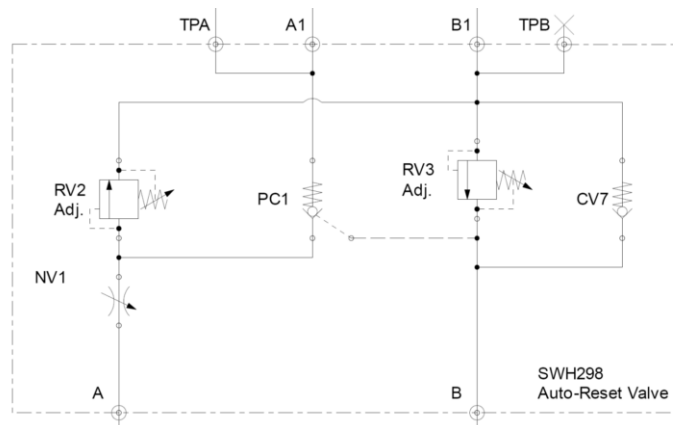 TPA
A1
B1
TPB
RV2
Adj.
PC1
RV3
Adj.
CV7
NV1
A
B
SWH298
Auto-Reset Valve